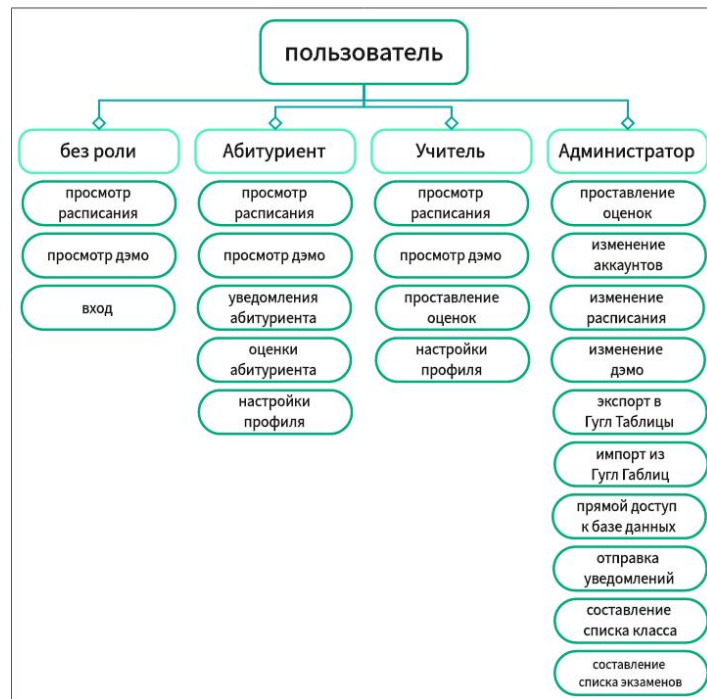 пользователь
без роли
просмотр
расписания
просмотр дэмо
вход
Абитуриент
просмотр
расписания
просмотр дэмо
уведомления
абитуриента
оценки
абитуриента
настройки
профиля
Учитель
просмотр
расписания
просмотр дэмо
проставление
оценок
настройки
профиля
Администратор
проставление
оценок
изменение
аккаунтов
изменение
расписания
изменение
дэмо
экспорт в
Гугл Таблицы
импорт из
Гугл Габлиц
прямой доступ
к базе данных
отправка
уведомлений
составление
списка класса
составление
списка экзаменов